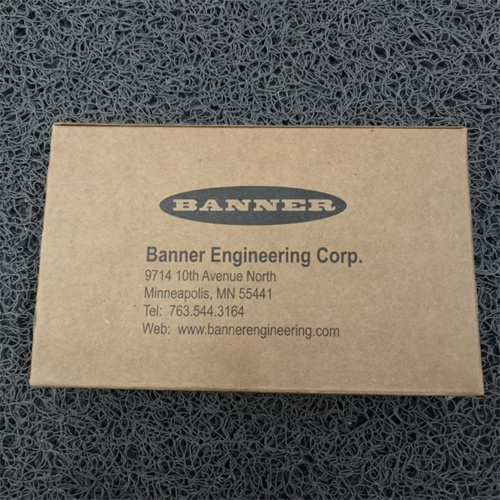 BANNER
Banner Engineering Corp.
9714 10th Avenue North
Minneapolis, MN 55441
Tel: 763.544.3164
Web: www.bannerengineering.com